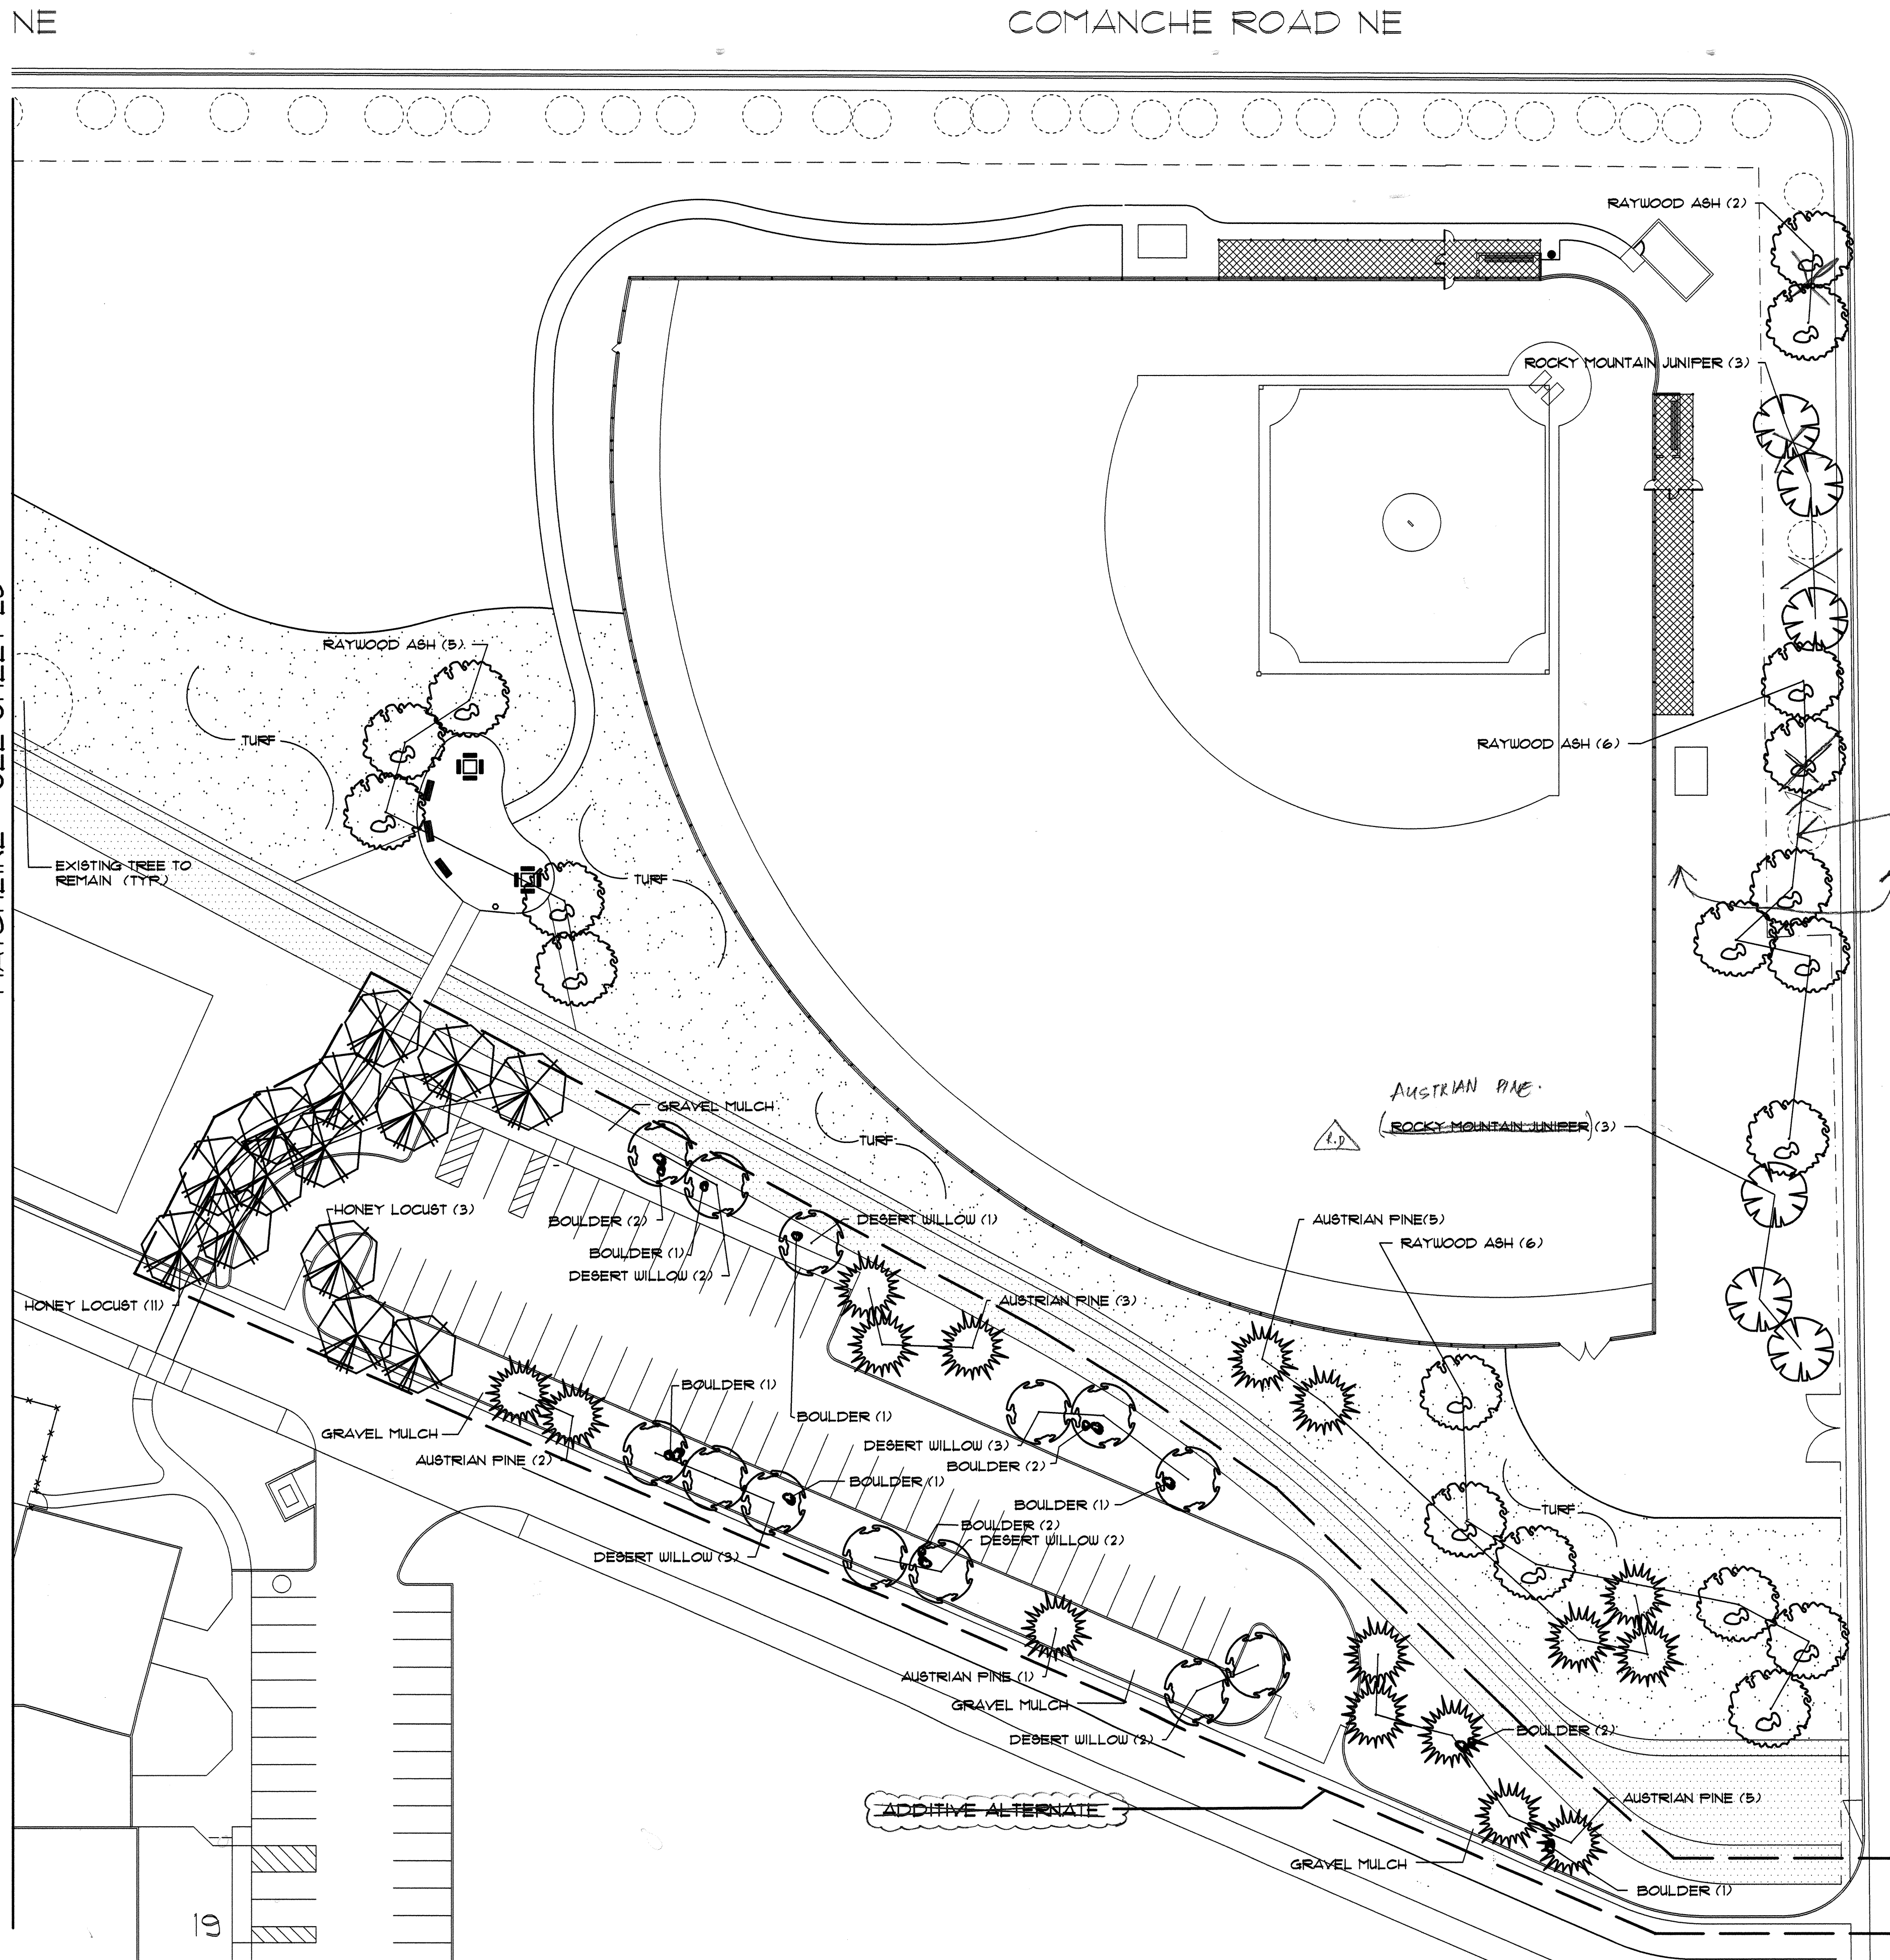 NE
COMANCHE ROAD NE
RAYWOOD ASH (2)
ROCKY MOUNTAIN JUNIPER (3)
RAYWOOD ASH (5)
TURF
RAYWOOD ASH (6)
EXISTING TREE TO
REMAIN (TYP.)
TURF
AUSTRIAN PINE.
GRAVEL MULCH
R.D
(ROCKY MOUNTAIN JUNIPER) (3)
TURF
HONEY LOCUST (3)
BOULDER (2)
DESERT WILLOW (1)
AUSTRIAN PINE(5)
BOULDER (1)
RAYWOOD ASH (6)
DESERT WILLOW (2)
HONEY LOCUST (11)
AUSTRIAN PINE (3)
BOULDER (1)
BOULDER (1)
GRAVEL MULCH
DESERT WILLOW (3)
AUSTRIAN PINE (2)
BOULDER (2)
BOULDER (1)
BOULDER (1)
TURF
BOULDER (2)
DESERT WILLOW (2)
DESERT WILLOW (3)
AUSTRIAN PINE (1)
GRAVEL MULCH
BOULDER (2)
DESERT WILLOW (2)
AUSTRIAN PINE (5)
ADDITIVE ALTERNATE
GRAVEL MULCH
BOULDER (1)
19